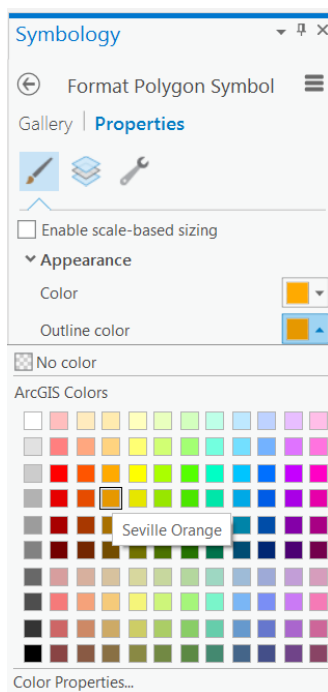 Symbology
Format Polygon Symbol
Gallery Properties
Enable scale-based sizing
Appearance
Color
Outline color
No color
ArcGIS Colors
Seville Orange
Color Properties...